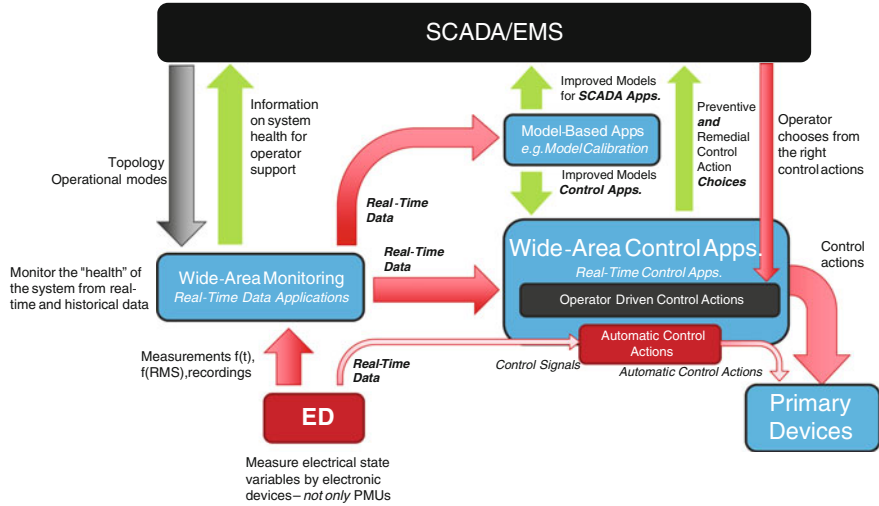 SCADA/EMS
Topology
Operational modes
Information
on system
health for
operator
support
Improved Models
for SCADA Apps.
Model-Based Apps
e.g.ModelCalibration
Improved Models
Control Apps.
Preventive
and
Remedial
Control
Action
Choices
Operator
chooses from
the right
control actions
Real-Time
Data
Real-Time
Data
Monitor the "health" of
the system from real-
time and historical data
Wide-Area Monitoring
Real-Time Data Applications
Wide-Area Control Apps.
Real-Time Control Apps.
Operator Driven Control Actions
Control
actions
Automatic Control
Actions
Measurements f(t),
f(RMS),recordings
Real-Time
Data
Control Signals
Automatic Control Actions
ED
Primary
Devices
Measure electrical state
variables by electronic
devices– not only PMUs